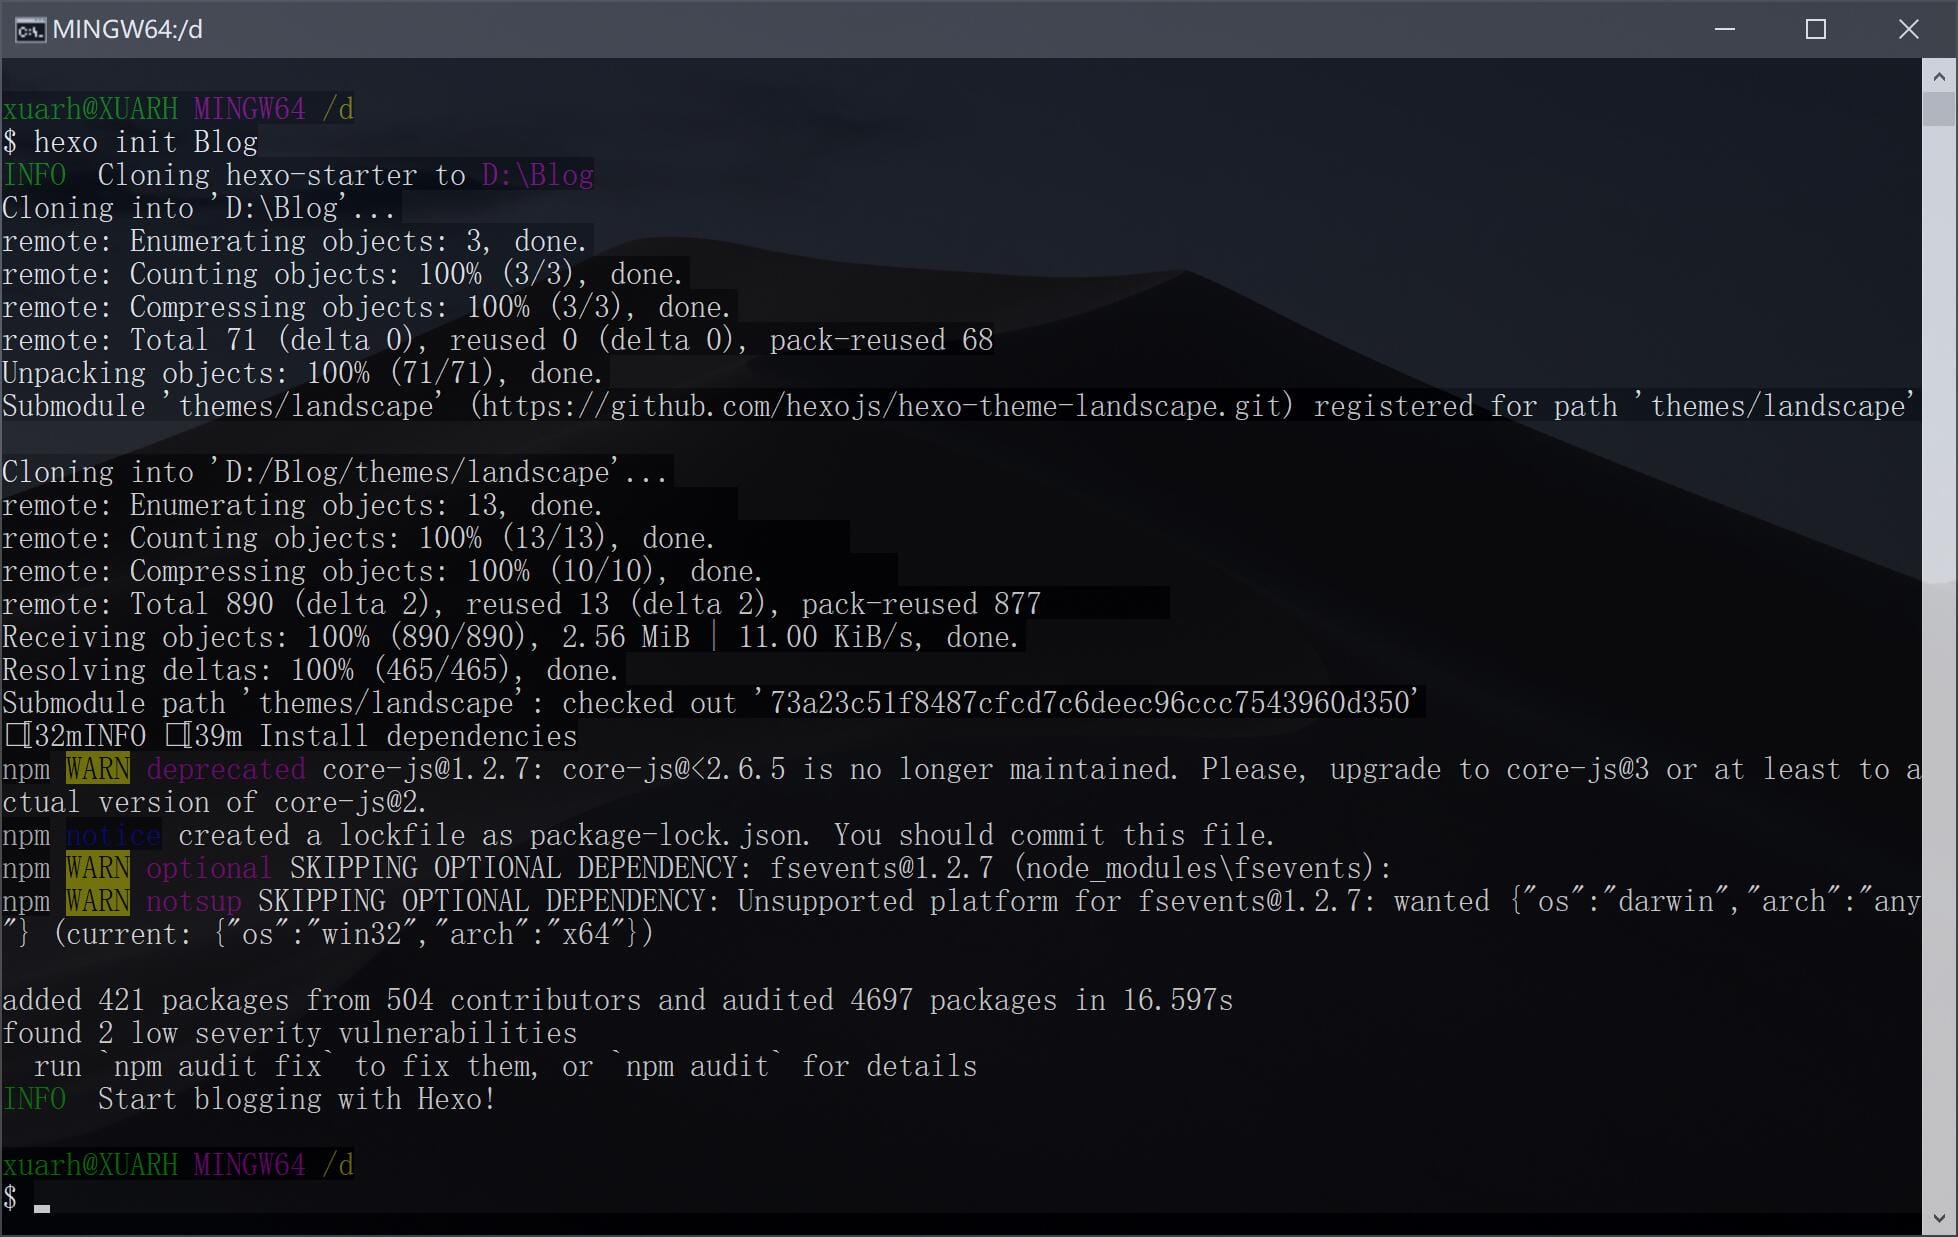 MINGW64:/d
xuarh@XUARH MINGW64 /d
$ hexo init Blog
INFO  Cloning hexo-starter to D:\Blog
Cloning into 'D:\Blog'...
remote: Enumerating objects: 3, done.
remote: Counting objects: 100% (3/3), done.
remote: Compressing objects: 100% (3/3), done.
remote: Total 71 (delta 0), reused 0 (delta 0), pack-reused 68
Unpacking objects: 100% (71/71), done.
Submodule 'themes/landscape' (https://github.com/hexojs/hexo-theme-landscape.git) registered for path 'themes/landscape'
Cloning into 'D:/Blog/themes/landscape'...
remote: Enumerating objects: 13, done.
remote: Counting objects: 100% (13/13), done.
remote: Compressing objects: 100% (10/10), done.
remote: Total 890 (delta 2), reused 13 (delta 2), pack-reused 877
Receiving objects: 100% (890/890), 2.56 MiB | 11.00 KiB/s, done.
Resolving deltas: 100% (465/465), done.
Submodule path 'themes/landscape': checked out '73a23c51f8487cfcd7c6deec96ccc7543960d350'
□[32mINFO □[39m Install dependencies
npm WARN deprecated core-js@1.2.7: core-js@<2.6.5 is no longer maintained. Please, upgrade to core-js@3 or at least to a
ctual version of core-js@2.
npm notice created a lockfile as package-lock.json. You should commit this file.
npm WARN optional SKIPPING OPTIONAL DEPENDENCY: fsevents@1.2.7 (node_modules\fsevents):
npm WARN notsup SKIPPING OPTIONAL DEPENDENCY: Unsupported platform for fsevents@1.2.7: wanted {"os":"darwin","arch":"any
"} (current: {"os":"win32","arch":"x64"})
added 421 packages from 504 contributors and audited 4697 packages in 16.597s
found 2 low severity vulnerabilities
  run `npm audit fix` to fix them, or `npm audit` for details
INFO  Start blogging with Hexo!
xuarh@XUARH MINGW64 /d
$